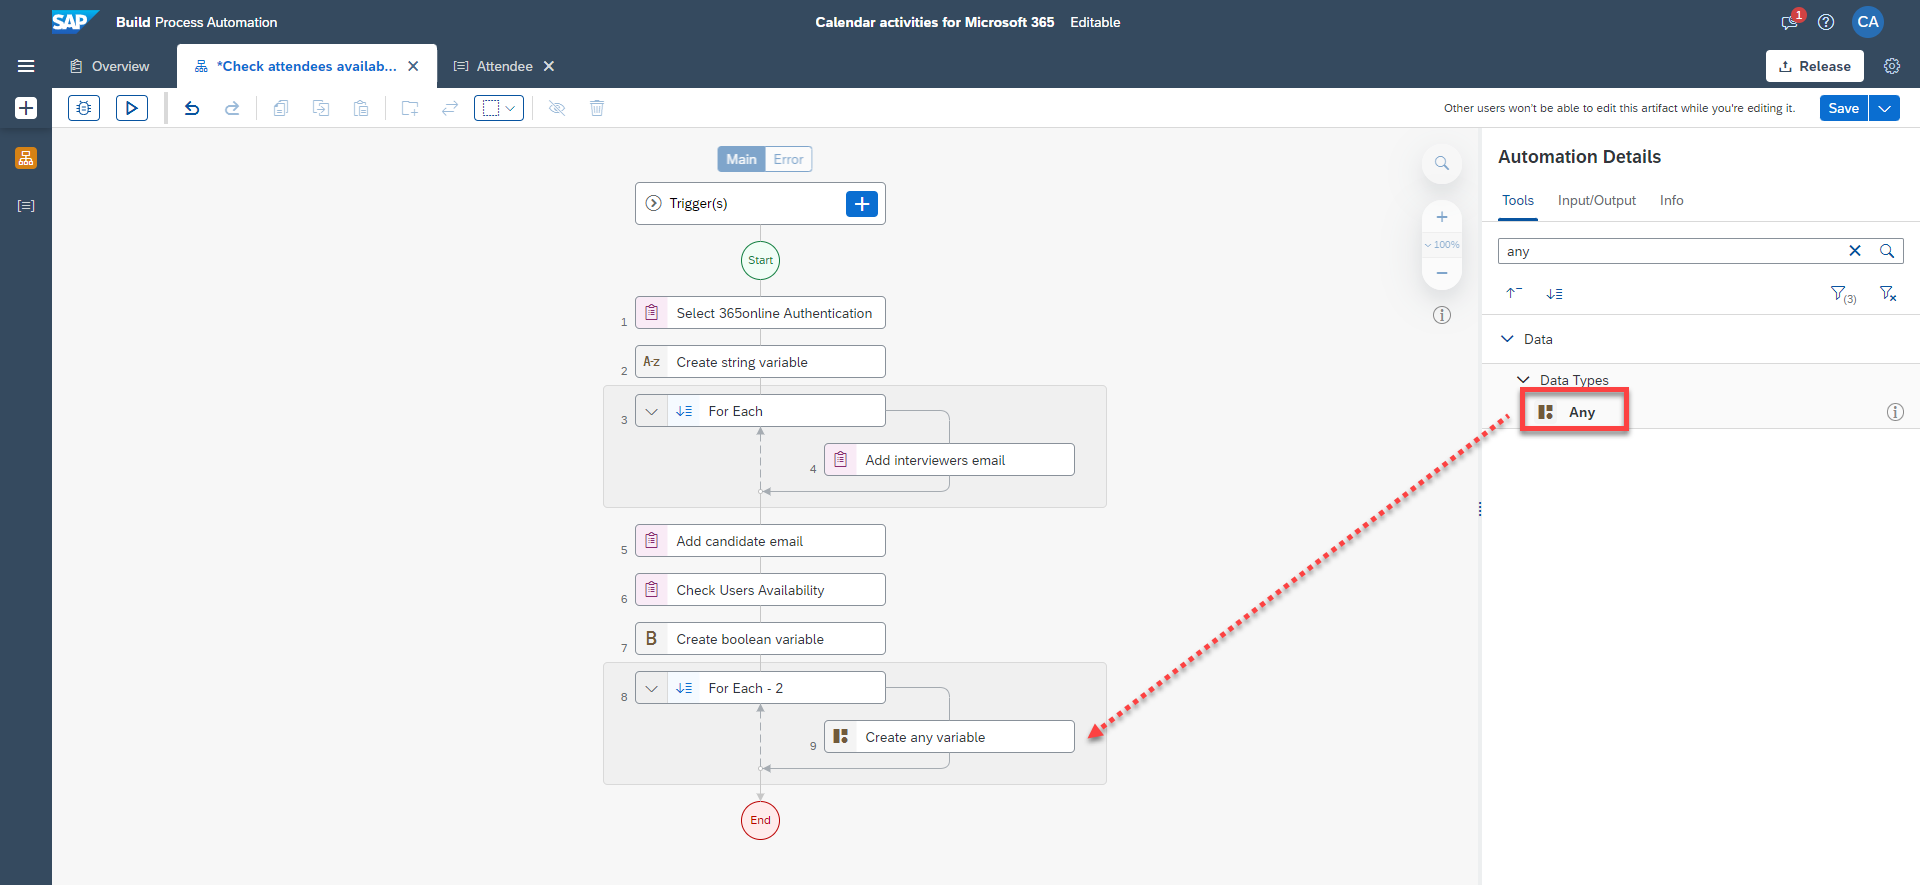 SAP Build Process Automation
Calendar activities for Microsoft 365 Editable
1
CA
Overview
*Check attendees availab...
Attendee
Release
Other users won't be able to edit this artifact while you're editing it.
Save
Main Error
Trigger(s)
Start
1 Select 365online Authentication
2 A-z Create string variable
3 For Each
4 Add interviewers email
5 Add candidate email
6 Check Users Availability
7 B Create boolean variable
8 For Each - 2
9 Create any variable
End
100%
Automation Details
Tools Input/Output Info
any
(3)
Data
Data Types
Any